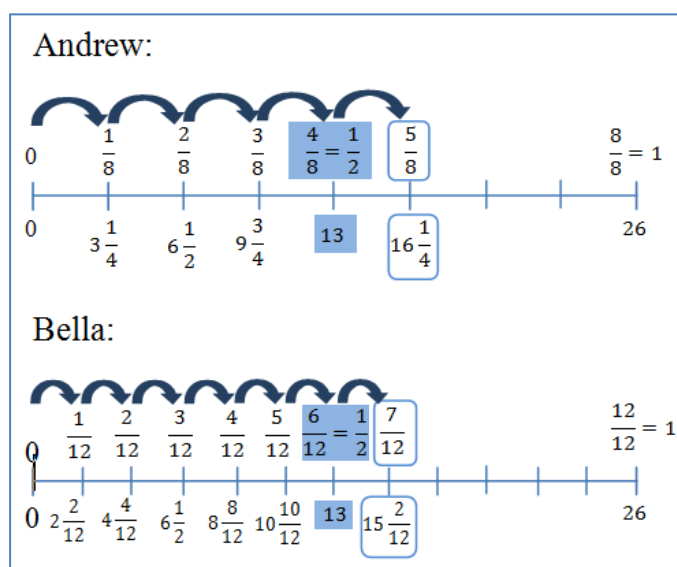 Andrew:
0 1/8 2/8 3/8 4/8 = 1/2 5/8 8/8 = 1
0 3 1/4 6 1/2 9 3/4 13 16 1/4 26
Bella:
0 1/12 2/12 3/12 4/12 5/12 6/12 = 1/2 7/12 12/12 = 1
0 2 2/12 4 4/12 6 1/2 8 8/12 10 10/12 13 15 2/12 26